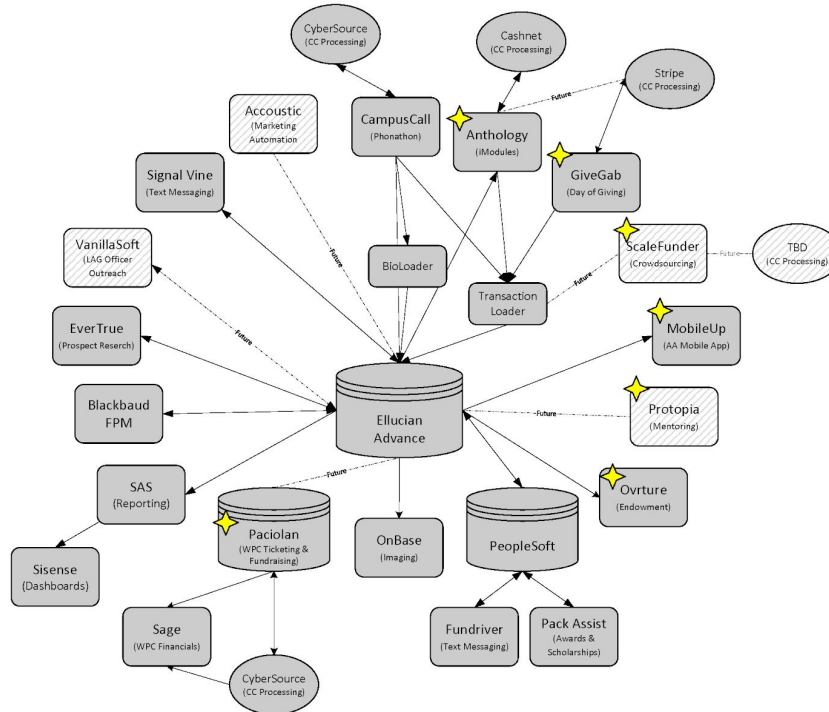 CyberSource
(CC Processing)
Cashnet
(CC Processing)
Stripe
(CC Processing)
Future
Accoustic
(Marketing
Automation
CampusCall
(Phonathon)
Anthology
(iModules)
GiveGab
(Day of Giving)
Signal Vine
(Text Messaging)
VanillaSoft
(LAG Officer
Outreach
Future
BioLoader
ScaleFunder
(Crowdsourcing)
Future
TBD
(CC Processing)
Future
Transaction
Loader
Future
EverTrue
(Prospect Reserch)
MobileUp
(AA Mobile App)
Future
Blackbaud
FPM
Ellucian
Advance
Future
Protopia
(Mentoring)
SAS
(Reporting)
Future
Paciolan
(WPC Ticketing &
Fundraising)
OnBase
(Imaging)
PeopleSoft
Ovrture
(Endowment)
Sisense
(Dashboards)
Sage
(WPC Financials)
CyberSource
(CC Processing)
Fundriver
(Text Messaging)
Pack Assist
(Awards &
Scholarships)